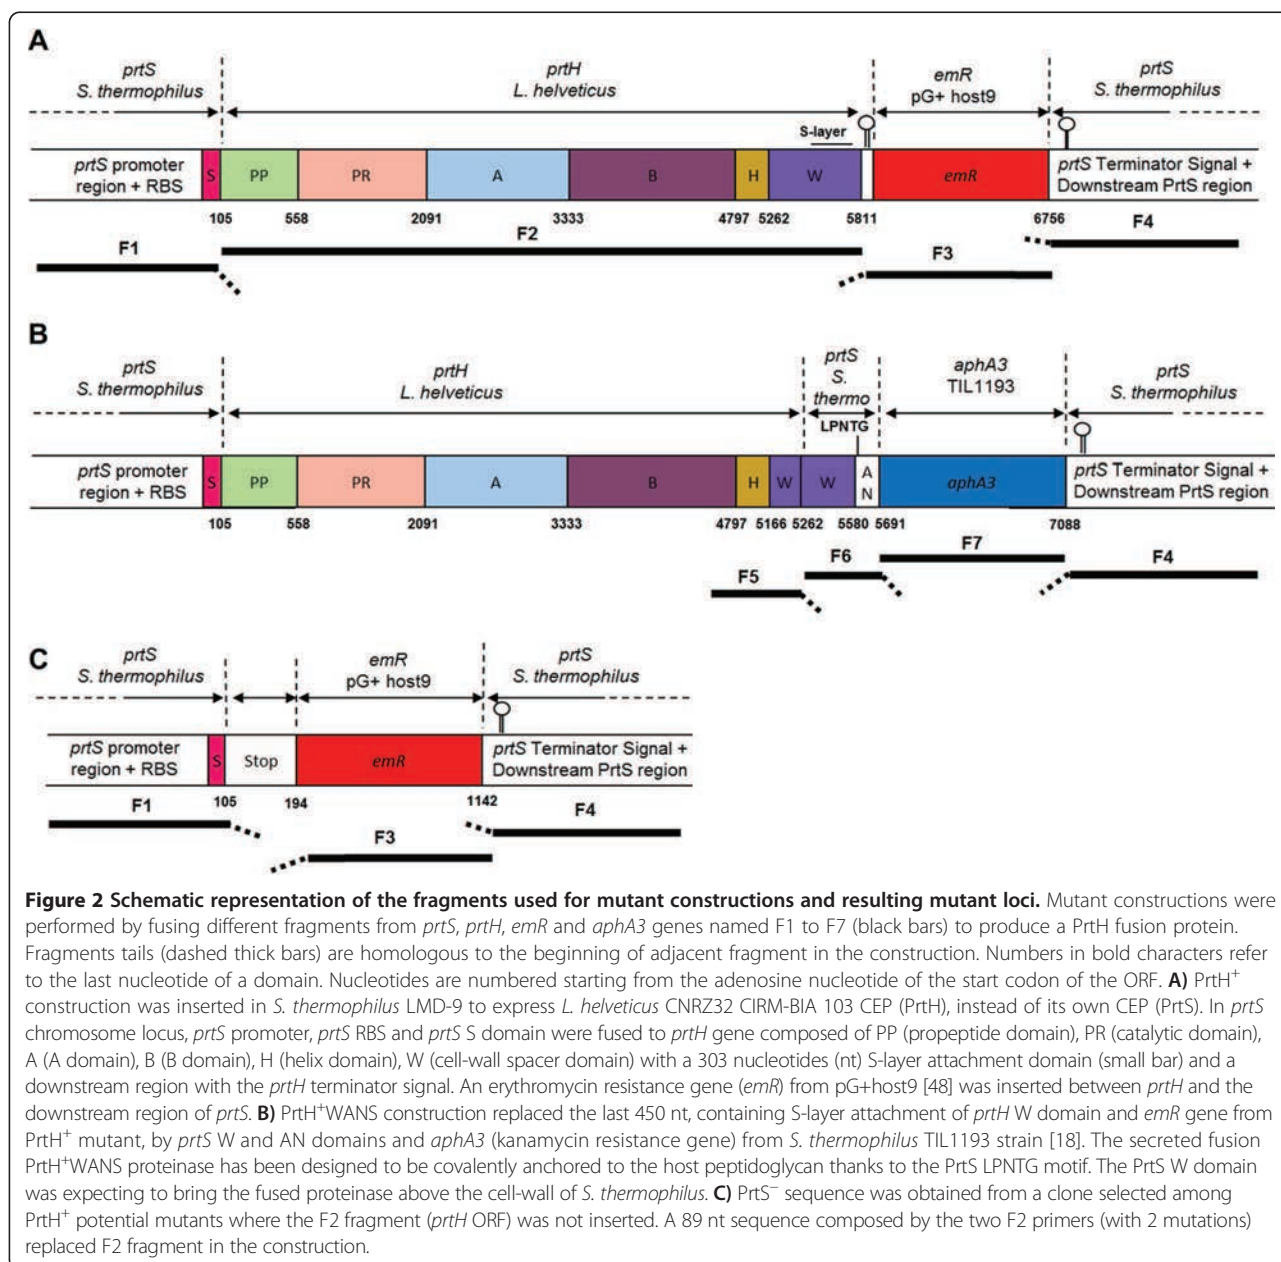 A
prtS
S. thermophilus
prtH
L. helveticus
emR
pG+ host9
prtS
S. thermophilus
S-layer
prtS promoter
region + RBS
S
PP
PR
A
B
H
W
emR
prtS Terminator Signal +
Downstream PrtS region
105 558 2091 3333 4797 5262 5811 6756
F1 F2 F3 F4
B
prtS
S. thermophilus
prtH
L. helveticus
prtS
S.
thermo
aphA3
TIL1193
prtS
S. thermophilus
LPNTG
prtS promoter
region + RBS
S
PP
PR
A
B
H
W
W
A
N
aphA3
prtS Terminator Signal +
Downstream PrtS region
105 558 2091 3333 4797 5166 5262 5580 5691 7088
F5 F6 F7 F4
C
prtS
S. thermophilus
emR
pG+ host9
prtS
S. thermophilus
prtS promoter
region + RBS
S
Stop
emR
prtS Terminator Signal +
Downstream PrtS region
105 194 1142
F1 F3 F4
Figure 2 Schematic representation of the fragments used for mutant constructions and resulting mutant loci. Mutant constructions were
performed by fusing different fragments from prtS, prtH, emR and aphA3 genes named F1 to F7 (black bars) to produce a PrtH fusion protein.
Fragments tails (dashed thick bars) are homologous to the beginning of adjacent fragment in the construction. Numbers in bold characters refer
to the last nucleotide of a domain. Nucleotides are numbered starting from the adenosine nucleotide of the start codon of the ORF. A) PrtH⁺
construction was inserted in S. thermophilus LMD-9 to express L. helveticus CNRZ32 CIRM-BIA 103 CEP (PrtH), instead of its own CEP (PrtS). In prtS
chromosome locus, prtS promoter, prtS RBS and prtS S domain were fused to prtH gene composed of PP (propeptide domain), PR (catalytic domain),
A (A domain), B (B domain), H (helix domain), W (cell-wall spacer domain) with a 303 nucleotides (nt) S-layer attachment domain (small bar) and a
downstream region with the prtH terminator signal. An erythromycin resistance gene (emR) from pG+host9 [48] was inserted between prtH and the
downstream region of prtS. B) PrtH⁺WANS construction replaced the last 450 nt, containing S-layer attachment of prtH W domain and emR gene from
PrtH⁺ mutant, by prtS W and AN domains and aphA3 (kanamycin resistance gene) from S. thermophilus TIL1193 strain [18]. The secreted fusion
PrtH⁺WANS proteinase has been designed to be covalently anchored to the host peptidoglycan thanks to the PrtS LPNTG motif. The PrtS W domain
was expecting to bring the fused proteinase above the cell-wall of S. thermophilus. C) PrtS⁻ sequence was obtained from a clone selected among
PrtH⁺ potential mutants where the F2 fragment (prtH ORF) was not inserted. A 89 nt sequence composed by the two F2 primers (with 2 mutations)
replaced F2 fragment in the construction.